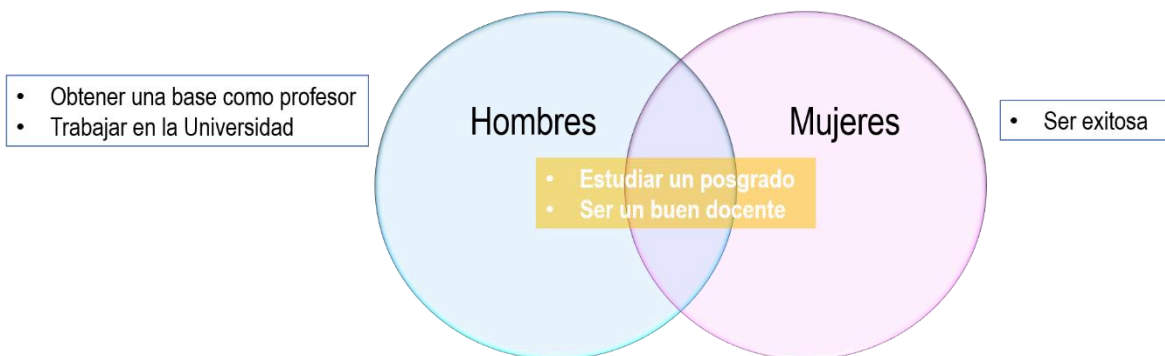 • Obtener una base como profesor
• Trabajar en la Universidad
Hombres
Mujeres
• Ser exitosa
• Estudiar un posgrado
• Ser un buen docente